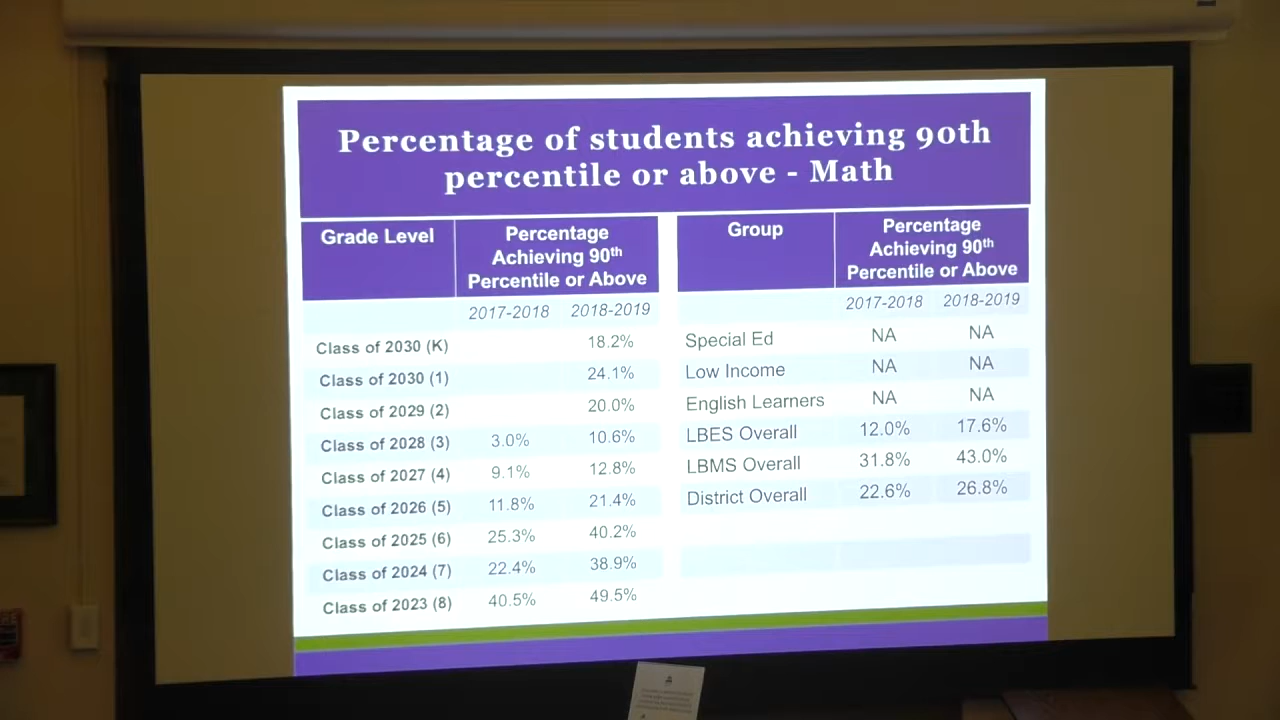 Percentage of students achieving 90th
percentile or above - Math
Grade Level
Percentage
Achieving 90th
Percentile or Above
2017-2018 2018-2019
Class of 2030 (K) 18.2%
Class of 2030 (1) 24.1%
Class of 2029 (2) 20.0%
Class of 2028 (3) 3.0% 10.6%
Class of 2027 (4) 9.1% 12.8%
Class of 2026 (5) 11.8% 21.4%
Class of 2025 (6) 25.3% 40.2%
Class of 2024 (7) 22.4% 38.9%
Class of 2023 (8) 40.5% 49.5%
Group
Percentage
Achieving 90th
Percentile or Above
2017-2018 2018-2019
Special Ed NA NA
Low Income NA NA
English Learners NA NA
LBES Overall 12.0% 17.6%
LBMS Overall 31.8% 43.0%
District Overall 22.6% 26.8%